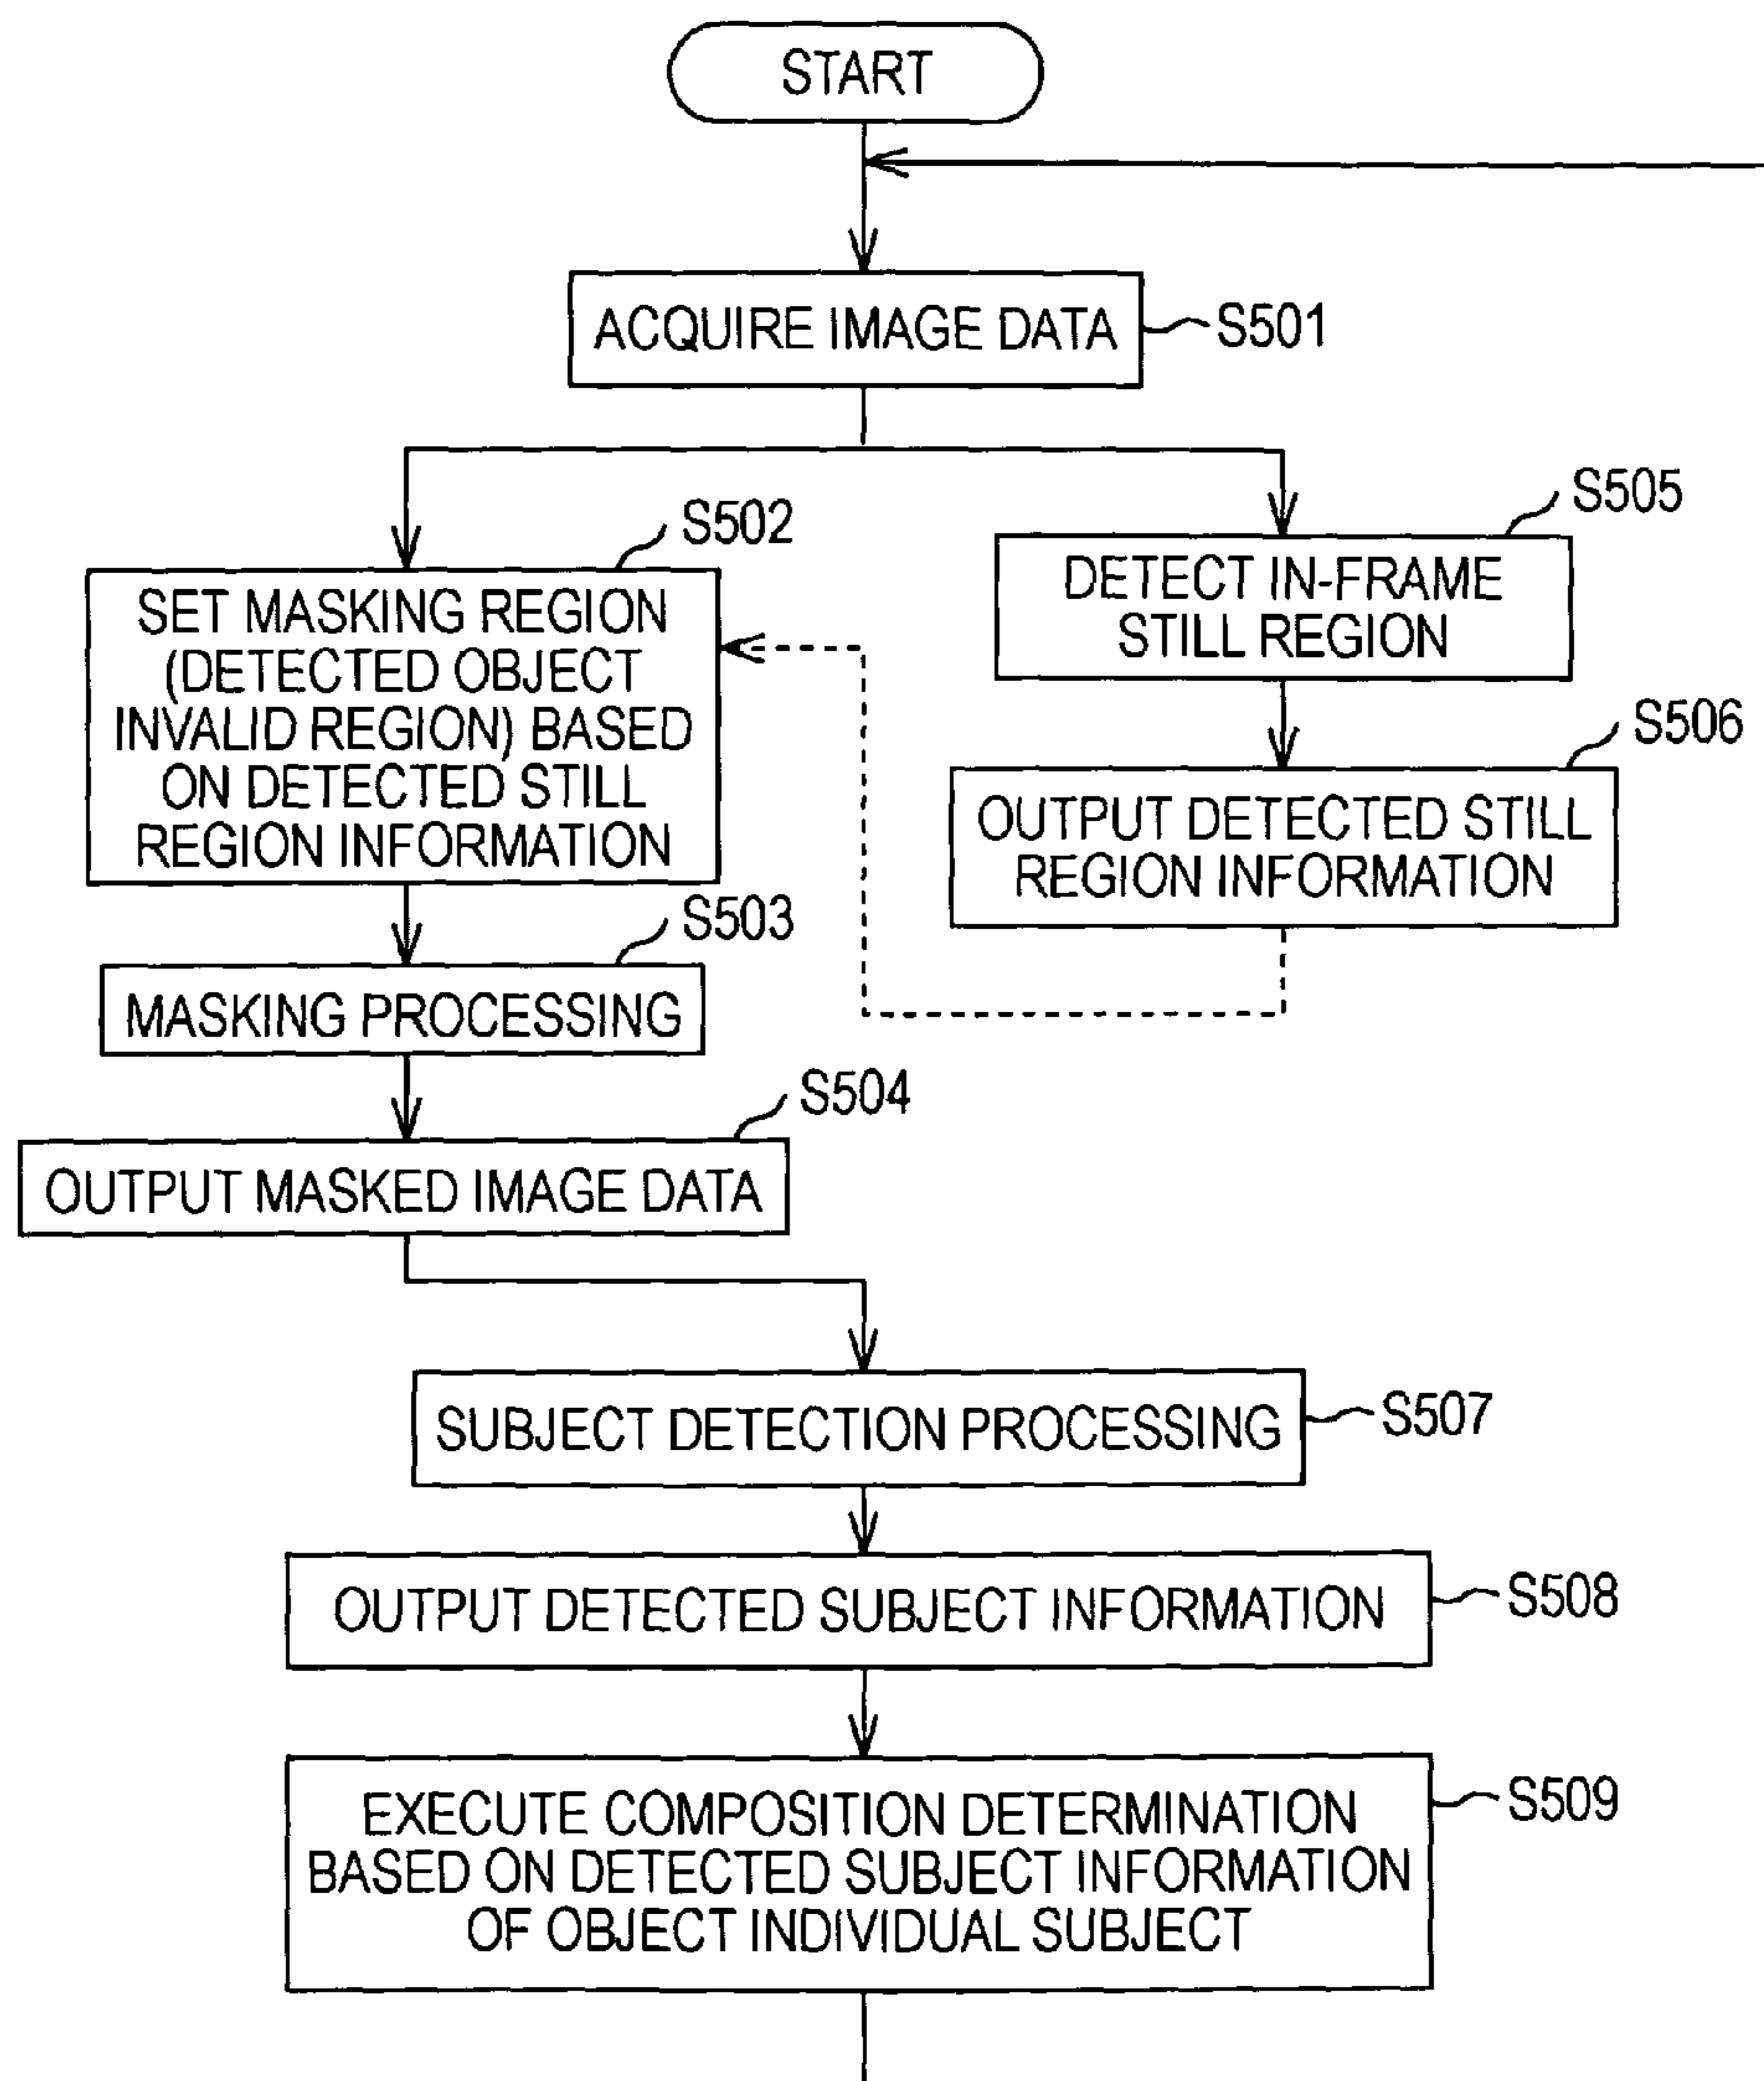 START
ACQUIRE IMAGE DATA
S501
S502
SET MASKING REGION
(DETECTED OBJECT
INVALID REGION) BASED
ON DETECTED STILL
REGION INFORMATION
S505
DETECT IN-FRAME
STILL REGION
S506
OUTPUT DETECTED STILL
REGION INFORMATION
S503
MASKING PROCESSING
S504
OUTPUT MASKED IMAGE DATA
SUBJECT DETECTION PROCESSING
S507
OUTPUT DETECTED SUBJECT INFORMATION
S508
EXECUTE COMPOSITION DETERMINATION
BASED ON DETECTED SUBJECT INFORMATION
OF OBJECT INDIVIDUAL SUBJECT
S509